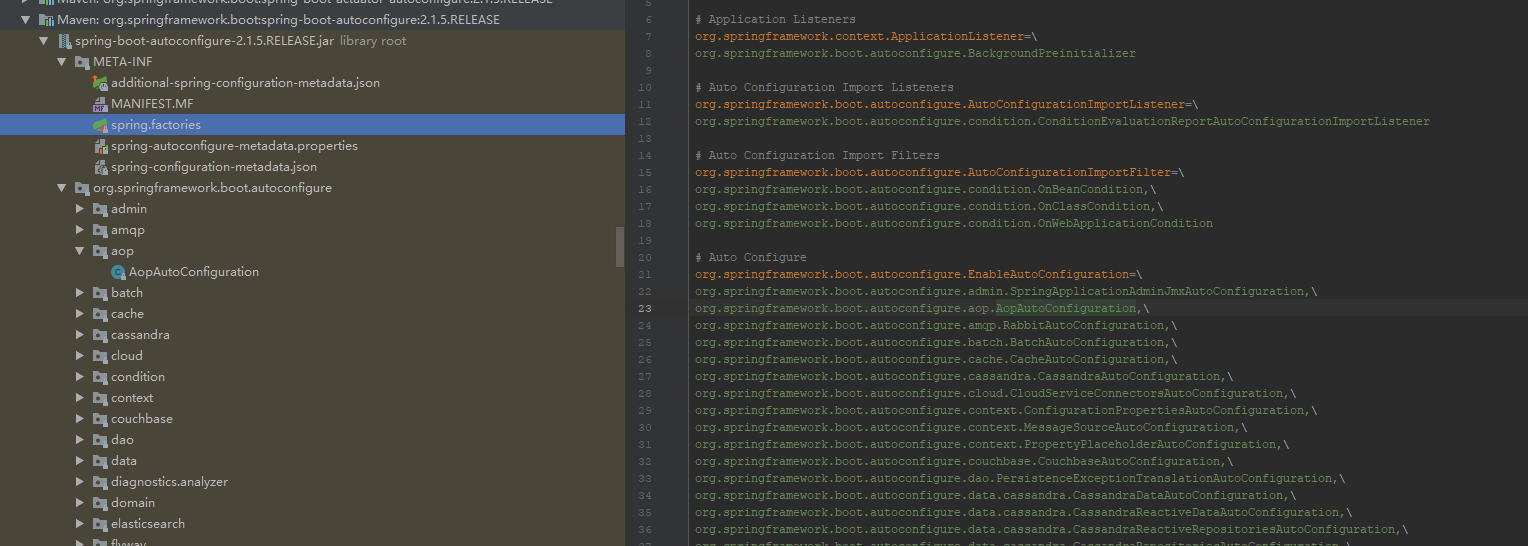 Maven: org.springframework.boot:spring-boot-actuator-autoconfigure:2.1.5.RELEASE
Maven: org.springframework.boot:spring-boot-autoconfigure:2.1.5.RELEASE
spring-boot-autoconfigure-2.1.5.RELEASE.jar library root
META-INF
additional-spring-configuration-metadata.json
MANIFEST.MF
spring.factories
spring-autoconfigure-metadata.properties
spring-configuration-metadata.json
org.springframework.boot.autoconfigure
admin
amqp
aop
AopAutoConfiguration
batch
cache
cassandra
cloud
condition
context
couchbase
dao
data
diagnostics.analyzer
domain
elasticsearch
flyway
5
6 # Application Listeners
7 org.springframework.context.ApplicationListener=\
8 org.springframework.boot.autoconfigure.BackgroundPreinitializer
9
10 # Auto Configuration Import Listeners
11 org.springframework.boot.autoconfigure.AutoConfigurationImportListener=\
12 org.springframework.boot.autoconfigure.condition.ConditionEvaluationReportAutoConfigurationImportListener
13
14 # Auto Configuration Import Filters
15 org.springframework.boot.autoconfigure.AutoConfigurationImportFilter=\
16 org.springframework.boot.autoconfigure.condition.OnBeanCondition,\
17 org.springframework.boot.autoconfigure.condition.OnClassCondition,\
18 org.springframework.boot.autoconfigure.condition.OnWebApplicationCondition
19
20 # Auto Configure
21 org.springframework.boot.autoconfigure.EnableAutoConfiguration=\
22 org.springframework.boot.autoconfigure.admin.SpringApplicationAdminJmxAutoConfiguration,\
23 org.springframework.boot.autoconfigure.aop.AopAutoConfiguration,\
24 org.springframework.boot.autoconfigure.amqp.RabbitAutoConfiguration,\
25 org.springframework.boot.autoconfigure.batch.BatchAutoConfiguration,\
26 org.springframework.boot.autoconfigure.cache.CacheAutoConfiguration,\
27 org.springframework.boot.autoconfigure.cassandra.CassandraAutoConfiguration,\
28 org.springframework.boot.autoconfigure.cloud.CloudServiceConnectorsAutoConfiguration,\
29 org.springframework.boot.autoconfigure.context.ConfigurationPropertiesAutoConfiguration,\
30 org.springframework.boot.autoconfigure.context.MessageSourceAutoConfiguration,\
31 org.springframework.boot.autoconfigure.context.PropertyPlaceholderAutoConfiguration,\
32 org.springframework.boot.autoconfigure.couchbase.CouchbaseAutoConfiguration,\
33 org.springframework.boot.autoconfigure.dao.PersistenceExceptionTranslationAutoConfiguration,\
34 org.springframework.boot.autoconfigure.data.cassandra.CassandraDataAutoConfiguration,\
35 org.springframework.boot.autoconfigure.data.cassandra.CassandraReactiveDataAutoConfiguration,\
36 org.springframework.boot.autoconfigure.data.cassandra.CassandraReactiveRepositoriesAutoConfiguration,\
37 org.springframework.boot.autoconfigure.data.cassandra.CassandraRepositoriesAutoConfiguration,\